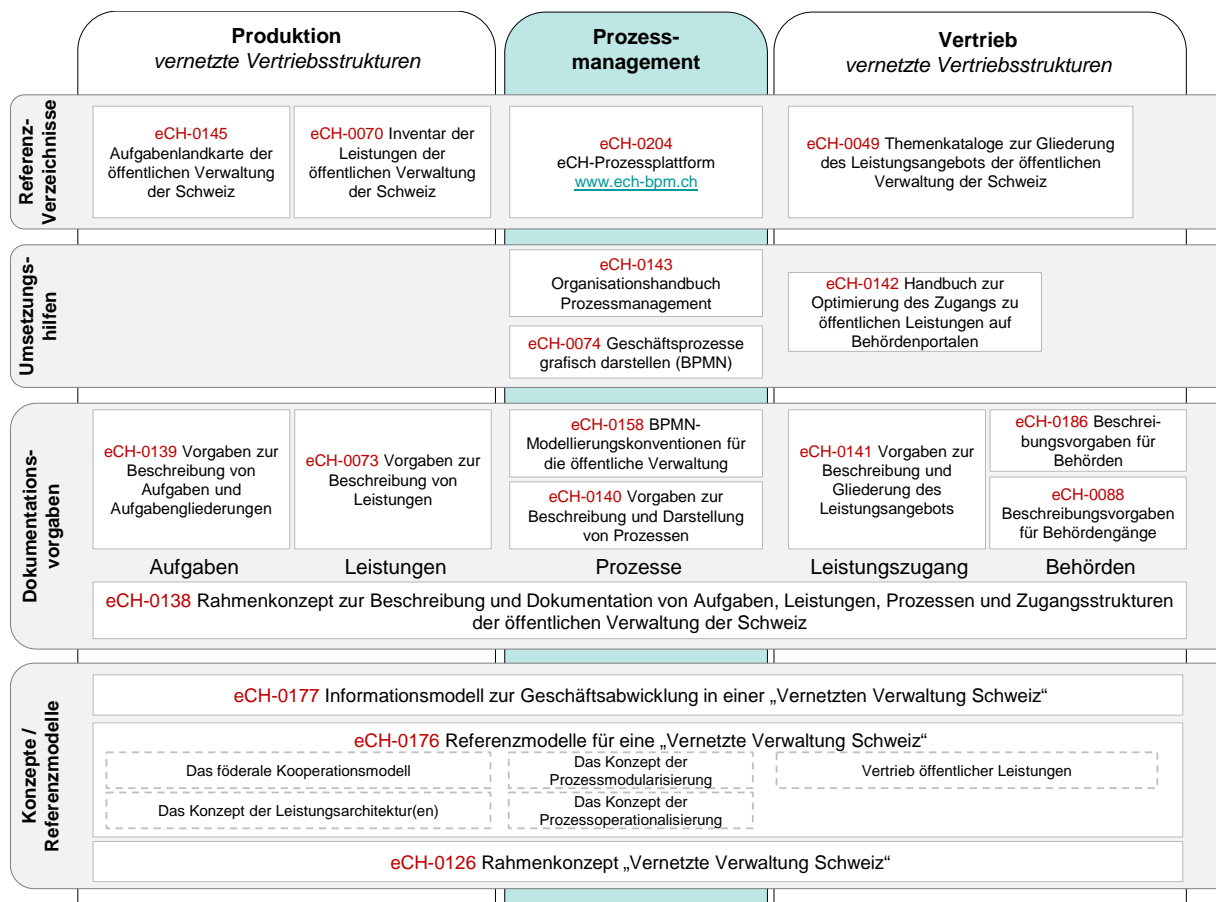 Produktion
vernetzte Vertriebsstrukturen
Prozess-
management
Vertrieb
vernetzte Vertriebsstrukturen
Referenz-
Verzeichnisse
eCH-0145
Aufgabenlandkarte der
öffentlichen Verwaltung
der Schweiz
eCH-0070 Inventar der
Leistungen der
öffentlichen Verwaltung
der Schweiz
eCH-0204
eCH-Prozessplattform
www.ech-bpm.ch
eCH-0049 Themenkataloge zur Gliederung
des Leistungsangebots der öffentlichen
Verwaltung der Schweiz
Umsetzungs-
hilfen
eCH-0143
Organisationshandbuch
Prozessmanagement
eCH-0074 Geschäftsprozesse
grafisch darstellen (BPMN)
eCH-0142 Handbuch zur
Optimierung des Zugangs zu
öffentlichen Leistungen auf
Behördenportalen
Dokumentations-
vorgaben
eCH-0139 Vorgaben zur
Beschreibung von
Aufgaben und
Aufgabengliederungen
eCH-0073 Vorgaben zur
Beschreibung von
Leistungen
eCH-0158 BPMN-
Modellierungskonventionen für
die öffentliche Verwaltung
eCH-0140 Vorgaben zur
Beschreibung und Darstellung
von Prozessen
eCH-0141 Vorgaben zur
Beschreibung und
Gliederung des
Leistungsangebots
eCH-0186 Beschrei-
bungsvorgaben für
Behörden
eCH-0088
Beschreibungsvorgaben
für Behördengänge
Aufgaben
Leistungen
Prozesse
Leistungszugang
Behörden
eCH-0138 Rahmenkonzept zur Beschreibung und Dokumentation von Aufgaben, Leistungen, Prozessen und Zugangsstrukturen
der öffentlichen Verwaltung der Schweiz
Konzepte /
Referenzmodelle
eCH-0177 Informationsmodell zur Geschäftsabwicklung in einer „Vernetzten Verwaltung Schweiz“
eCH-0176 Referenzmodelle für eine „Vernetzte Verwaltung Schweiz“
Das föderale Kooperationsmodell
Das Konzept der
Prozessmodularisierung
Vertrieb öffentlicher Leistungen
Das Konzept der Leistungsarchitektur(en)
Das Konzept der
Prozessoperationalisierung
eCH-0126 Rahmenkonzept „Vernetzte Verwaltung Schweiz“